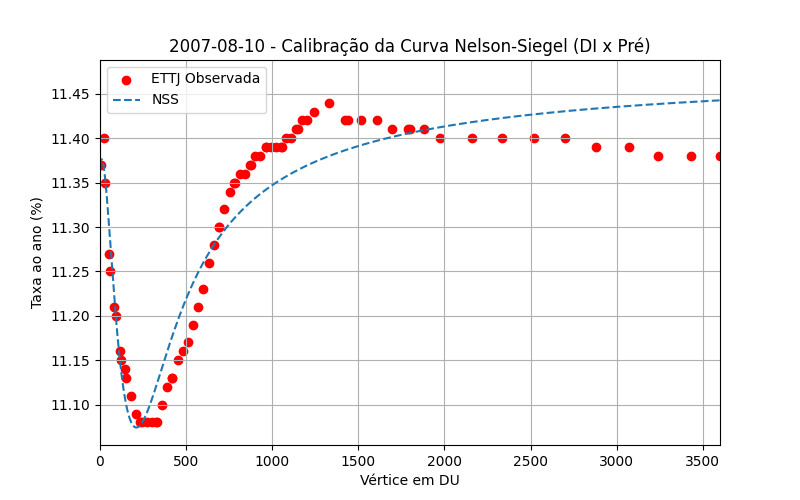 2007-08-10 - Calibração da Curva Nelson-Siegel (DI x Pré)
ETTJ Observada
NSS
Taxa ao ano (%)
11.45
11.40
11.35
11.30
11.25
11.20
11.15
11.10
0 500 1000 1500 2000 2500 3000 3500
Vértice em DU